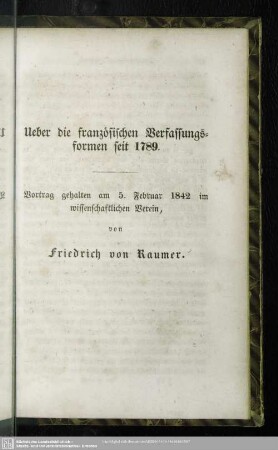 Ueber die französischen Verfassungs-
formen seit 1789.
Vortrag gehalten am 5. Februar 1842 im
wissenschaftlichen Verein,
von
Friedrich von Raumer.